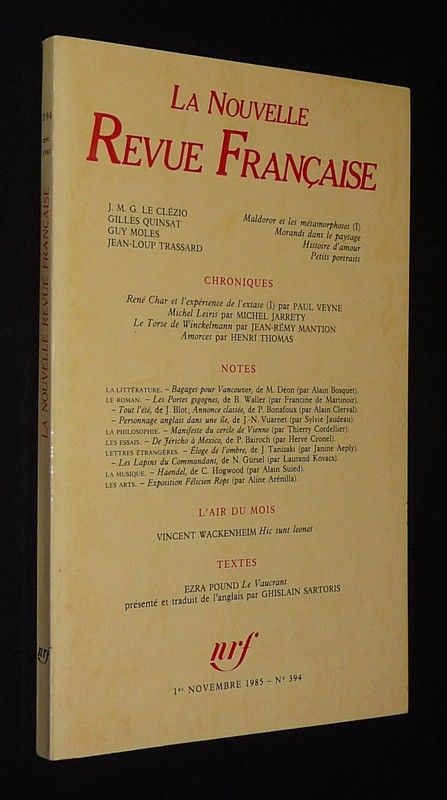 LA NOUVELLE
REVUE FRANÇAISE
J. M. G. LE CLÉZIO
GILLES QUINSAT
GUY MOLES
JEAN-LOUP TRASSARD
Maldoror et les métamorphoses (I)
Morandi dans le paysage
Histoire d'amour
Petits portraits
CHRONIQUES
René Char et l'expérience de l'extase (I) par PAUL VEYNE
Michel Leiris par MICHEL JARRETY
Le Torse de Winckelmann par JEAN-RÉMY MANTION
Amorces par HENRI THOMAS
NOTES
LA LITTÉRATURE. – Bagages pour Vancouver, de M. Déon (par Alain Bosquet).
LE ROMAN. – Les Portes gigognes, de B. Waller (par Francine de Martinoir).
– Tout l'été, de J. Blot; Annonce classée, de P. Bonafoux (par Alain Clerval).
– Personnage anglais dans une île, de J.-N. Vuarnet (par Sylvie Jaudeau).
LA PHILOSOPHIE. – Manifeste du cercle de Vienne (par Thierry Cordellier).
LES ESSAIS. – De Jéricho à Mexico, de P. Bairoch (par Hervé Cronel).
LETTRES ÉTRANGÈRES. – Éloge de l'ombre, de J. Tanizaki (par Janine Aeply).
– Les Lapins du Commandant, de N. Gürsel (par Laurand Kovacs).
LA MUSIQUE. – Haendel, de C. Hogwood (par Alain Suied).
LES ARTS. – Exposition Félicien Rops (par Aline Arénilla).
L'AIR DU MOIS
VINCENT WACKENHEIM Hic sunt leones
TEXTES
EZRA POUND Le Vaucrant
présenté et traduit de l'anglais par GHISLAIN SARTORIS
nrf
1er NOVEMBRE 1985 – N° 394
394
nov.
1985
LA NOUVELLE REVUE FRANÇAISE
nrf